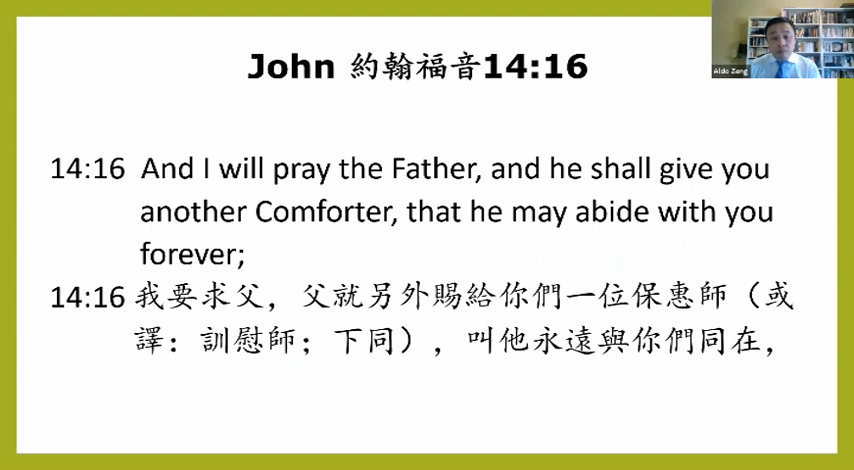 John 約翰福音14:16
Aldo Zeng
14:16 And I will pray the Father, and he shall give you
another Comforter, that he may abide with you
forever;
14:16 我要求父，父就另外賜給你們一位保惠師（或
譯：訓慰師；下同），叫他永遠與你們同在，